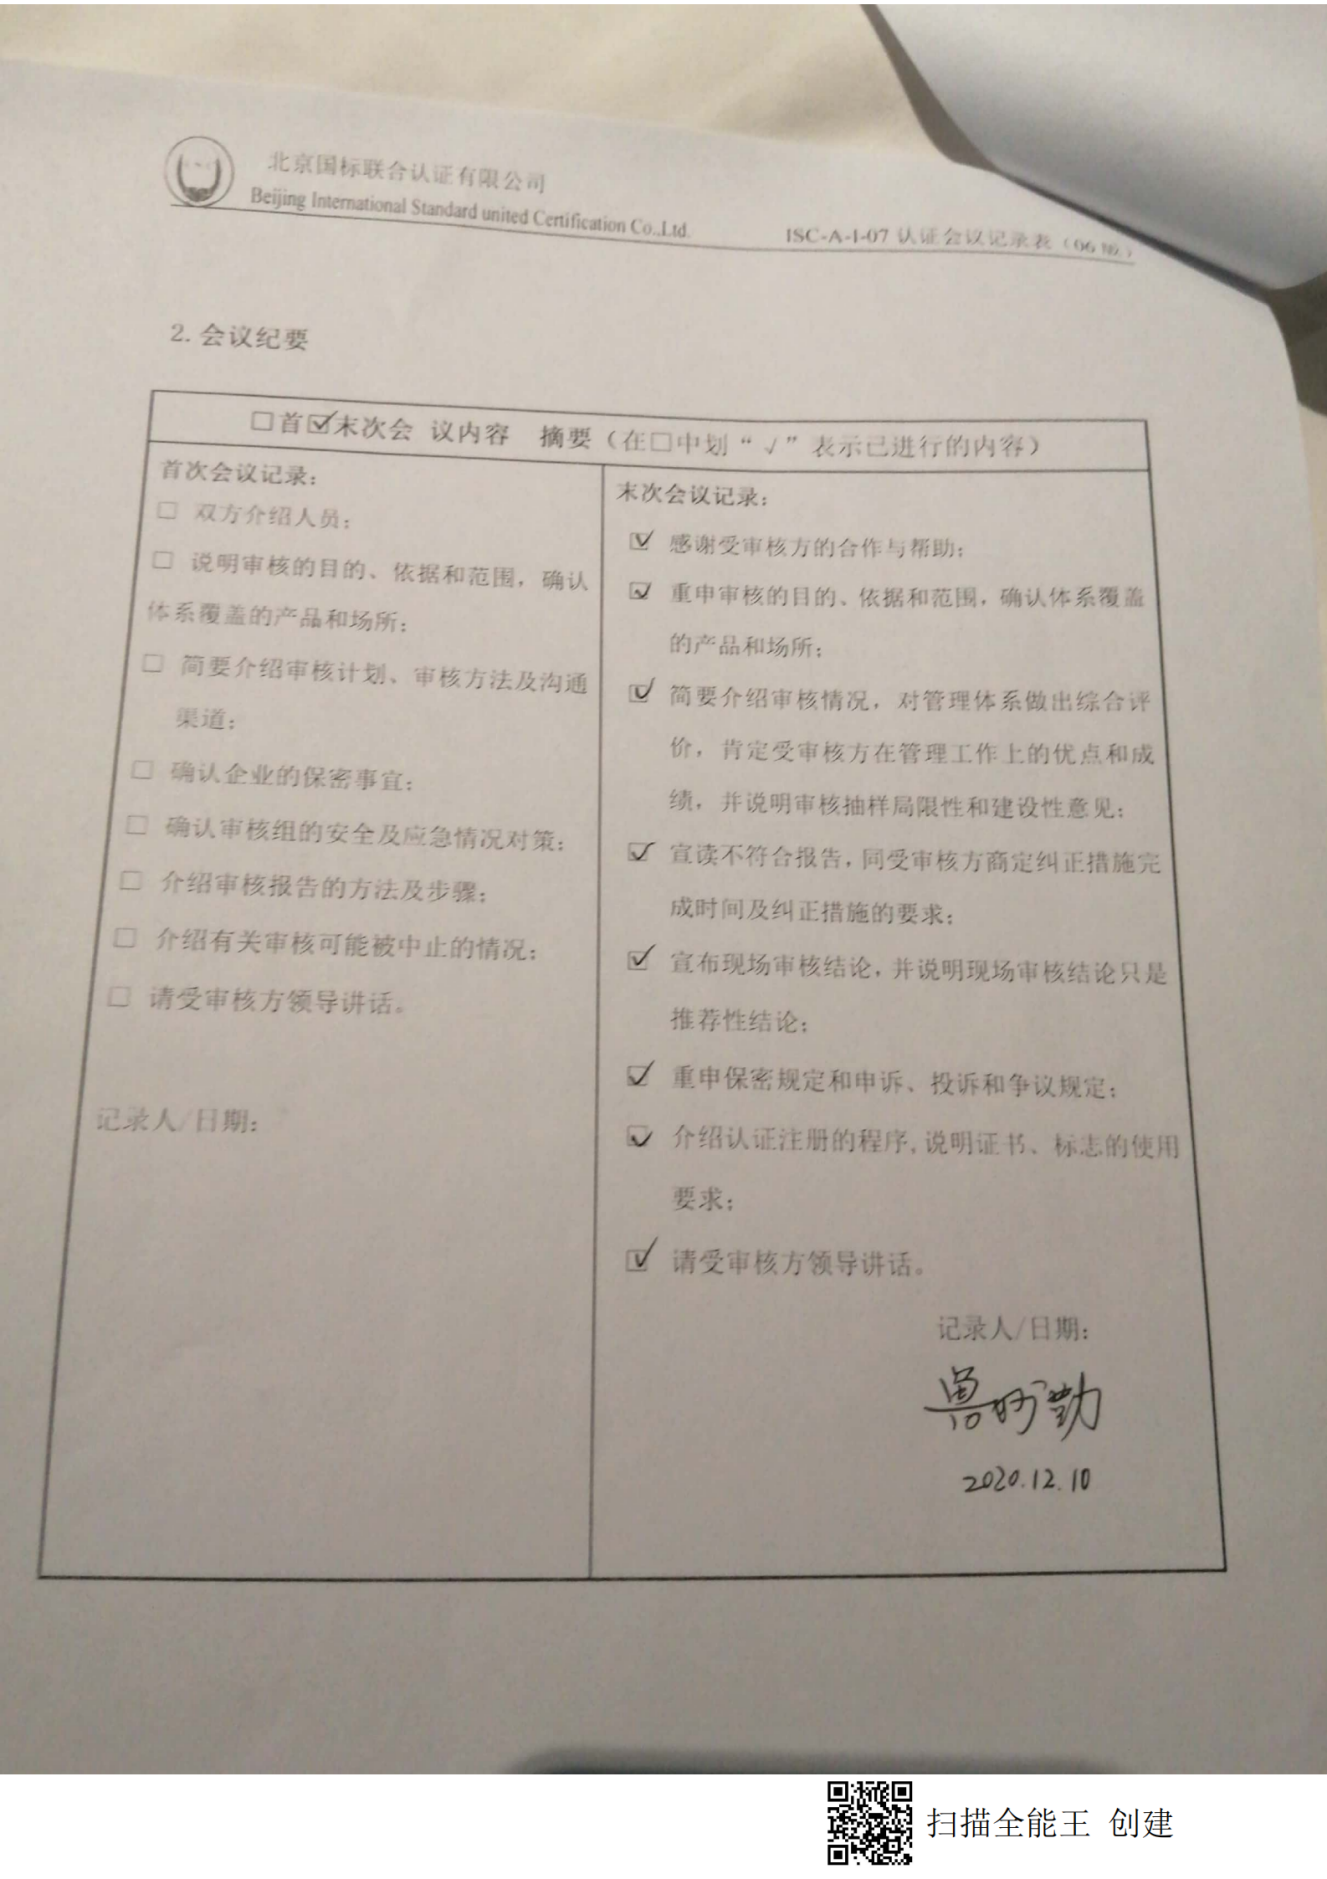 北京国标联合认证有限公司
Beijing International Standard united Certification Co.,Ltd.
ISC-A-I-07 认证会议记录表（06版）
2. 会议纪要
□首☑末次会 议内容 摘要（在□中划“√”表示已进行的内容）
首次会议记录：
□ 双方介绍人员；
□ 说明审核的目的、依据和范围，确认
体系覆盖的产品和场所；
□ 简要介绍审核计划、审核方法及沟通
渠道；
□ 确认企业的保密事宜；
□ 确认审核组的安全及应急情况对策；
□ 介绍审核报告的方法及步骤；
□ 介绍有关审核可能被中止的情况；
□ 请受审核方领导讲话。
记录人/日期：
末次会议记录：
☑ 感谢受审核方的合作与帮助；
☑ 重申审核的目的、依据和范围，确认体系覆盖
的产品和场所；
☑ 简要介绍审核情况，对管理体系做出综合评
价，肯定受审核方在管理工作上的优点和成
绩，并说明审核抽样局限性和建设性意见；
☑ 宣读不符合报告，同受审核方商定纠正措施完
成时间及纠正措施的要求；
☑ 宣布现场审核结论，并说明现场审核结论只是
推荐性结论；
☑ 重申保密规定和申诉、投诉和争议规定；
☑ 介绍认证注册的程序，说明证书、标志的使用
要求；
☑ 请受审核方领导讲话。
记录人/日期：
2020.12.10
扫描全能王 创建